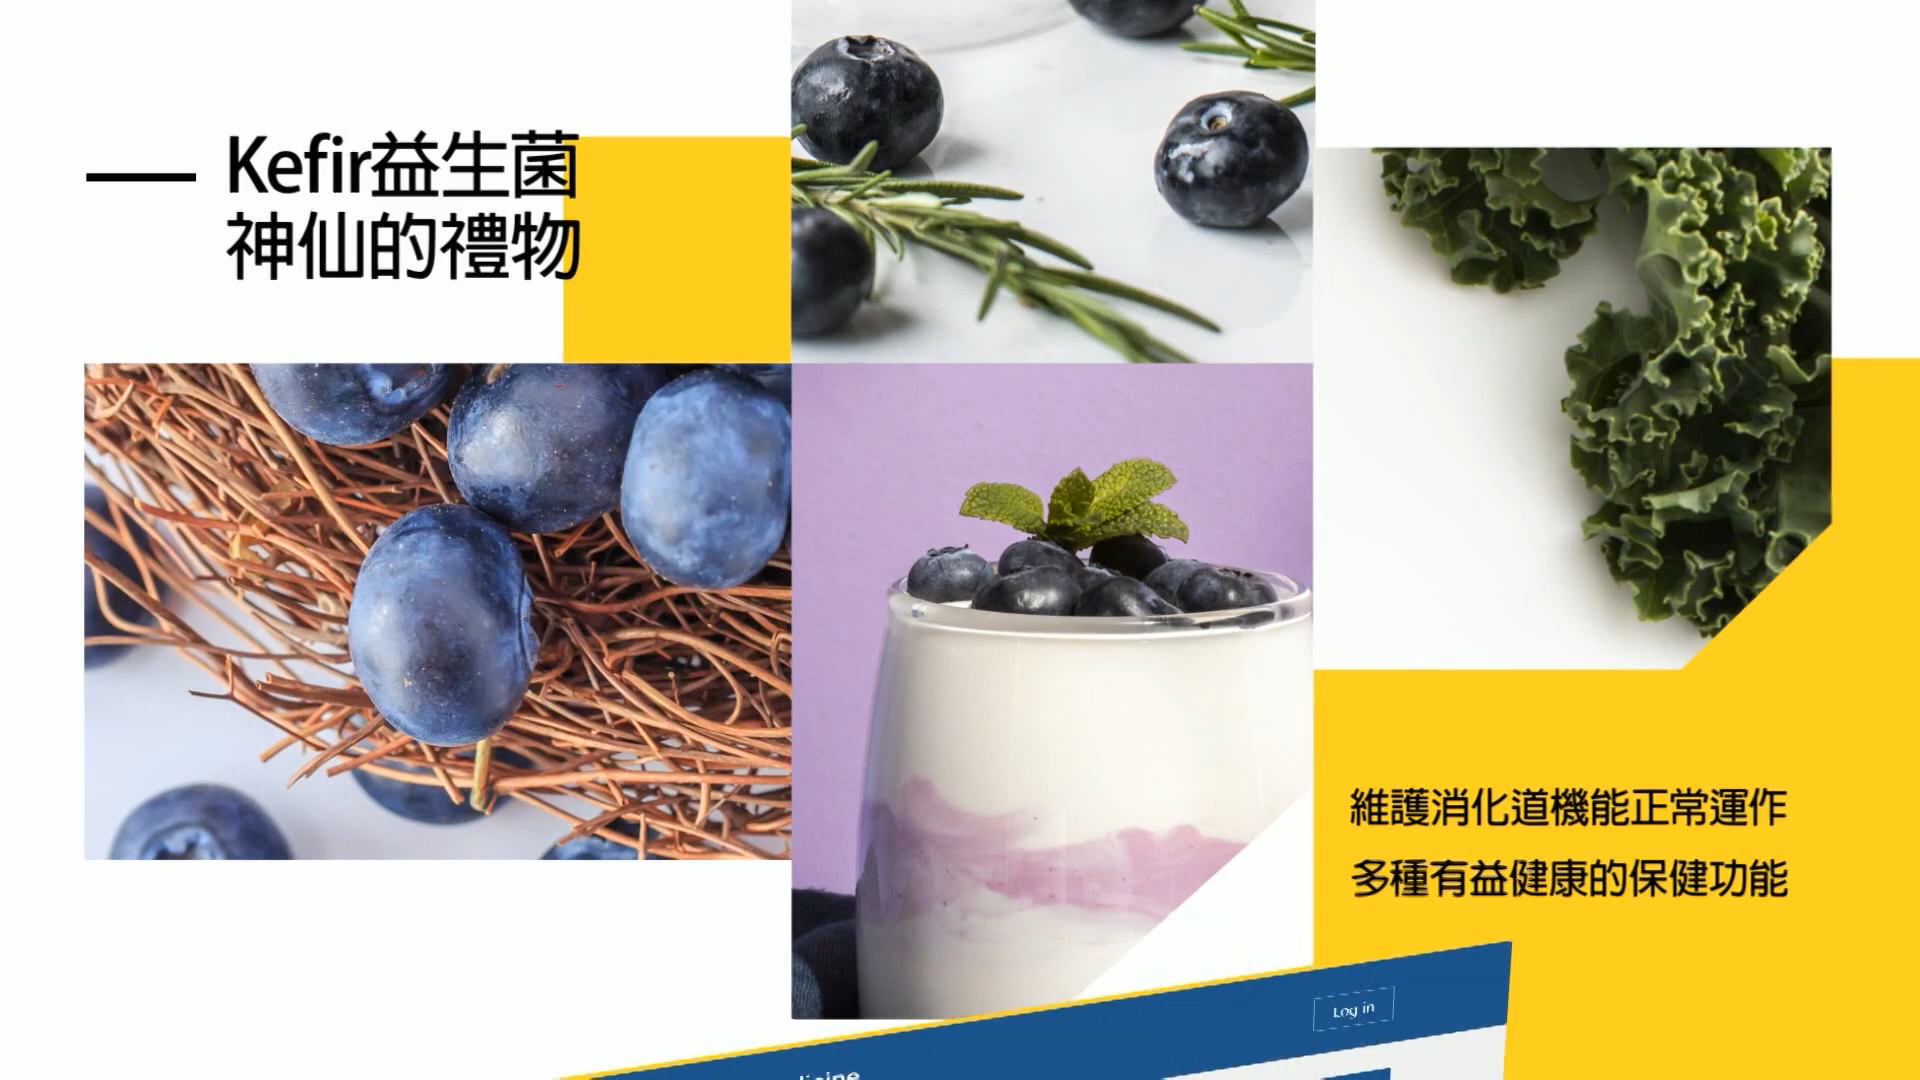 Kefir益生菌
神仙的禮物
維護消化道機能正常運作
多種有益健康的保健功能
Log in